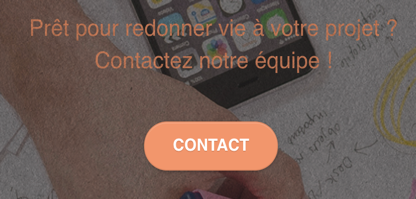 Prêt pour redonner vie à votre projet ?
Contactez notre équipe !
CONTACT